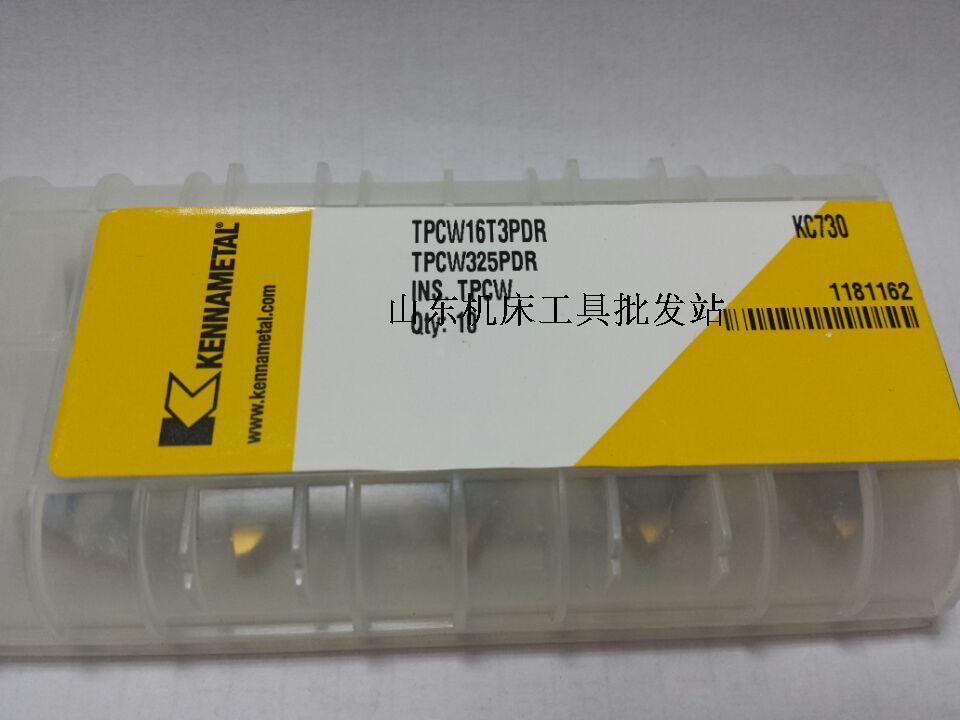 KENNAMETAL®
www.kennametal.com
TPCW16T3PDR
TPCW325PDR
INS. TPCW
Qty: 10
KC730
1181162
山东机床工具批发站